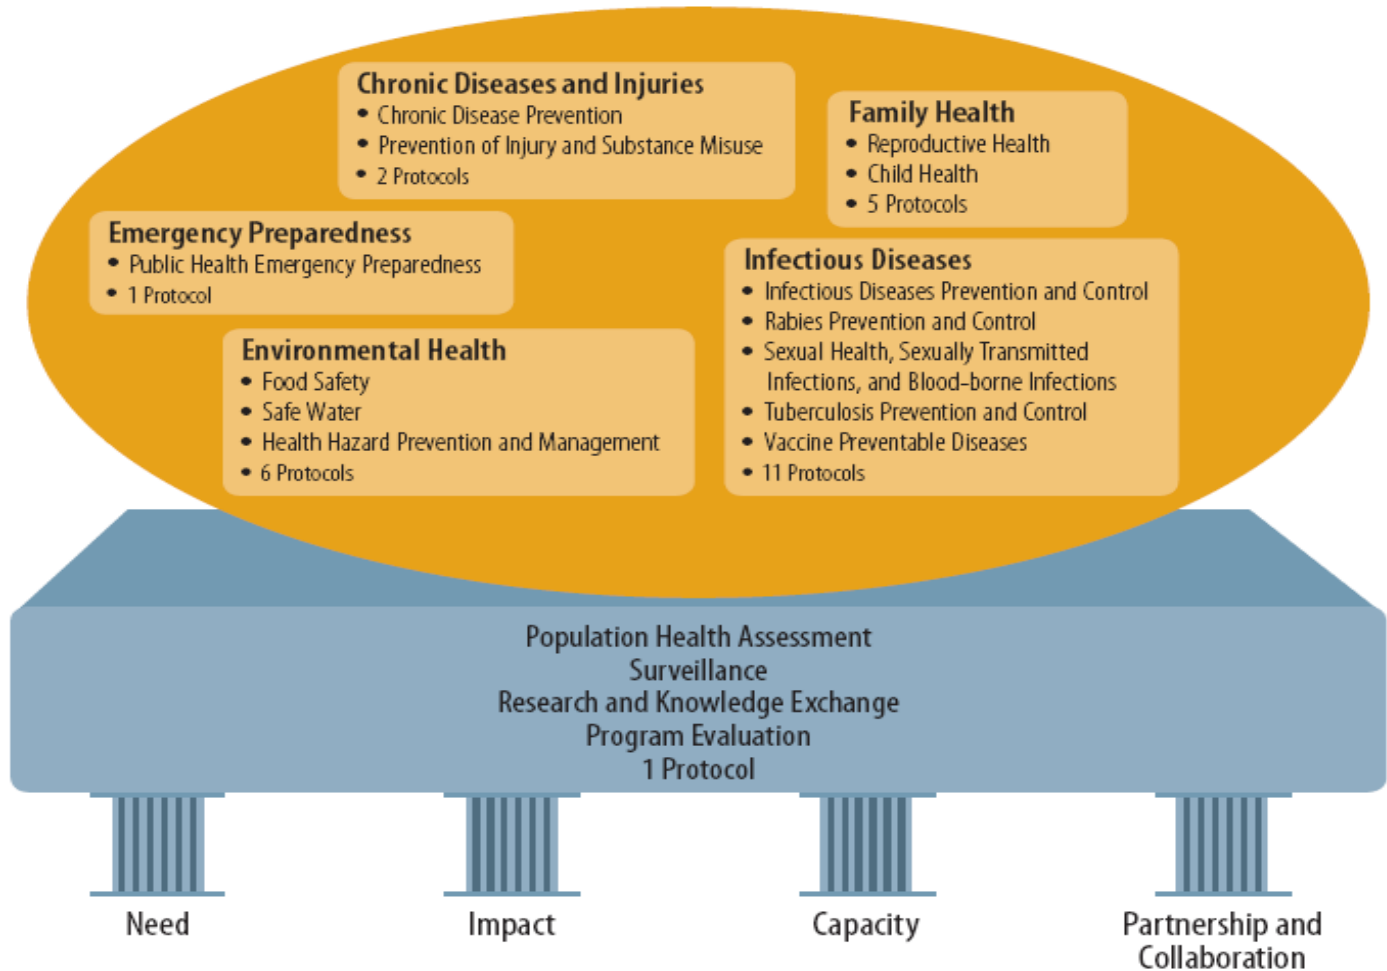 Chronic Diseases and Injuries
• Chronic Disease Prevention
• Prevention of Injury and Substance Misuse
• 2 Protocols
Family Health
• Reproductive Health
• Child Health
• 5 Protocols
Emergency Preparedness
• Public Health Emergency Preparedness
• 1 Protocol
Infectious Diseases
• Infectious Diseases Prevention and Control
• Rabies Prevention and Control
• Sexual Health, Sexually Transmitted
Infections, and Blood-borne Infections
• Tuberculosis Prevention and Control
• Vaccine Preventable Diseases
• 11 Protocols
Environmental Health
• Food Safety
• Safe Water
• Health Hazard Prevention and Management
• 6 Protocols
Population Health Assessment
Surveillance
Research and Knowledge Exchange
Program Evaluation
1 Protocol
Need
Impact
Capacity
Partnership and
Collaboration